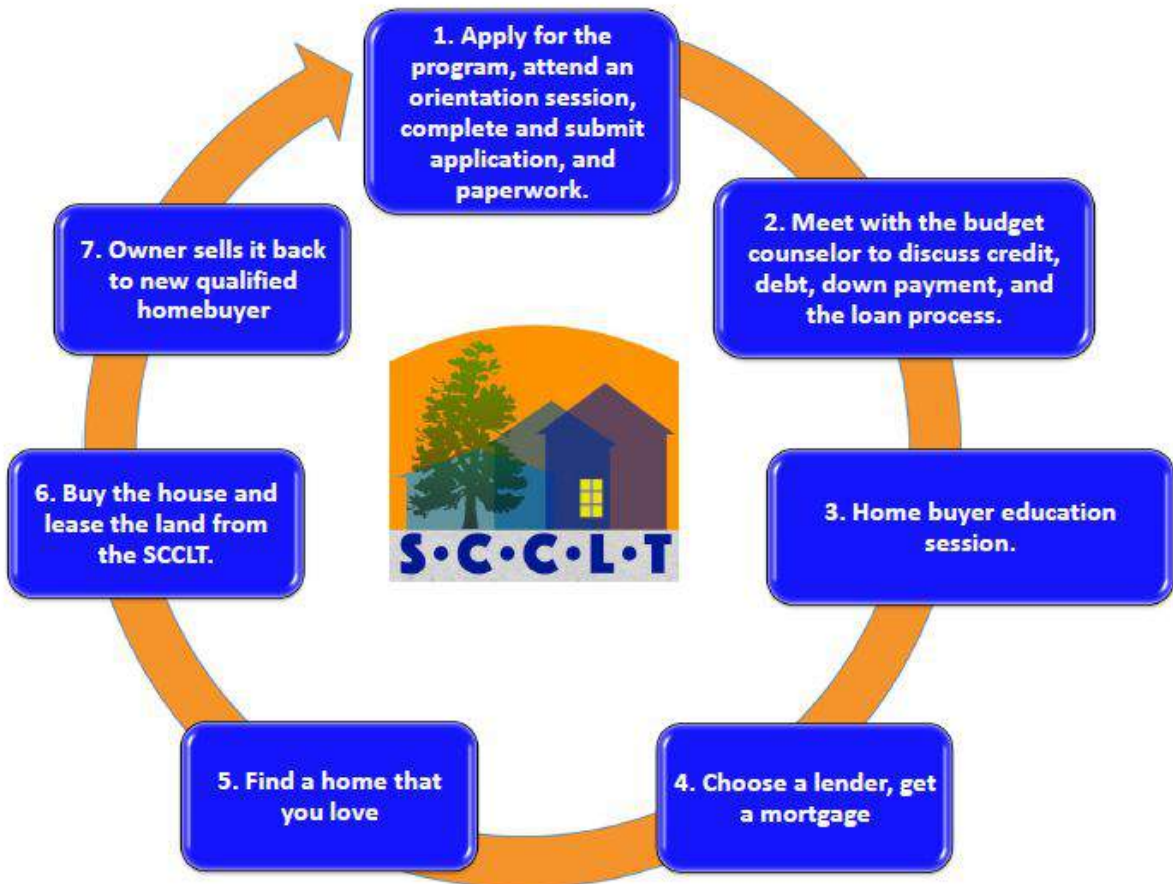 1. Apply for the
program, attend an
orientation session,
complete and submit
application, and
paperwork.
2. Meet with the budget
counselor to discuss credit,
debt, down payment, and
the loan process.
3. Home buyer education
session.
4. Choose a lender, get
a mortgage
5. Find a home that
you love
6. Buy the house and
lease the land from
the SCCLT.
7. Owner sells it back
to new qualified
homebuyer
S•C•C•L•T